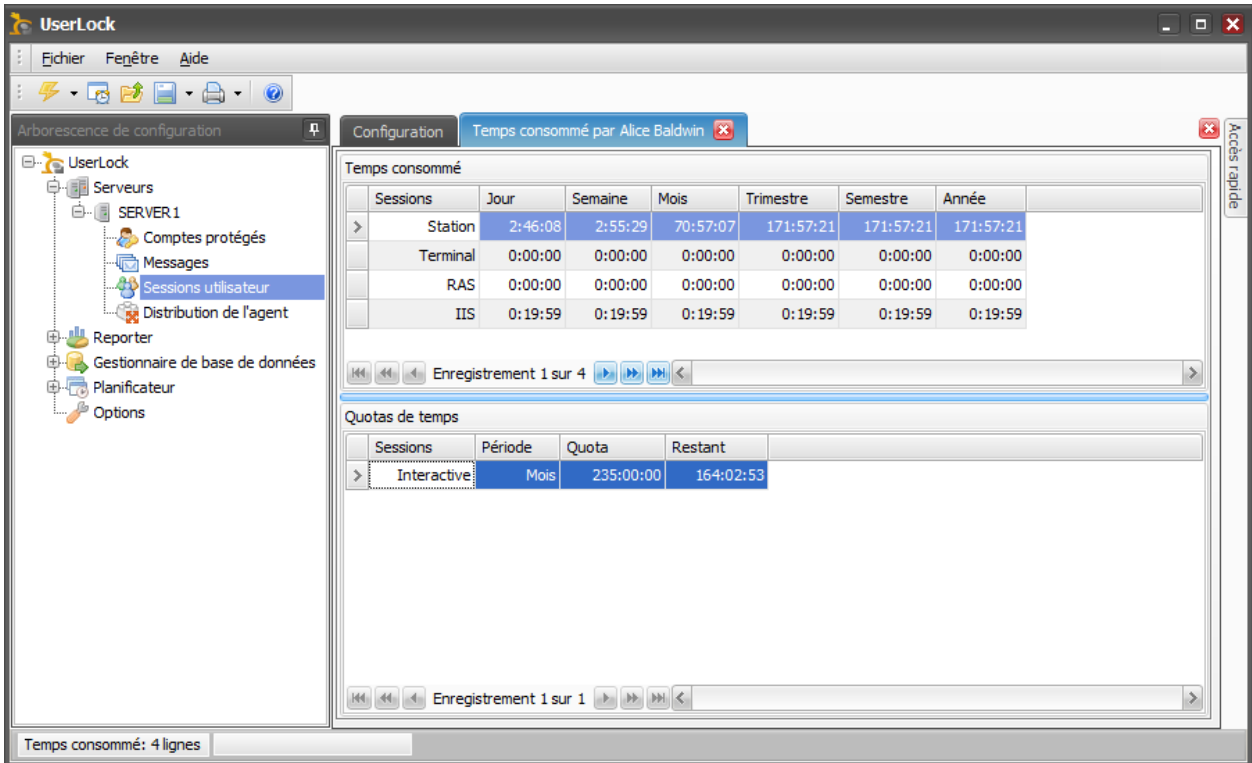 UserLock
Fichier Fenêtre Aide
Arborescence de configuration
UserLock
Serveurs
SERVER1
Comptes protégés
Messages
Sessions utilisateur
Distribution de l'agent
Reporter
Gestionnaire de base de données
Planificateur
Options
Configuration Temps consommé par Alice Baldwin
Temps consommé
Sessions Jour Semaine Mois Trimestre Semestre Année
Station 2:46:08 2:55:29 70:57:07 171:57:21 171:57:21 171:57:21
Terminal 0:00:00 0:00:00 0:00:00 0:00:00 0:00:00 0:00:00
RAS 0:00:00 0:00:00 0:00:00 0:00:00 0:00:00 0:00:00
IIS 0:19:59 0:19:59 0:19:59 0:19:59 0:19:59 0:19:59
Enregistrement 1 sur 4
Quotas de temps
Sessions Période Quota Restant
Interactive Mois 235:00:00 164:02:53
Enregistrement 1 sur 1
Accès rapide
Temps consommé: 4 lignes